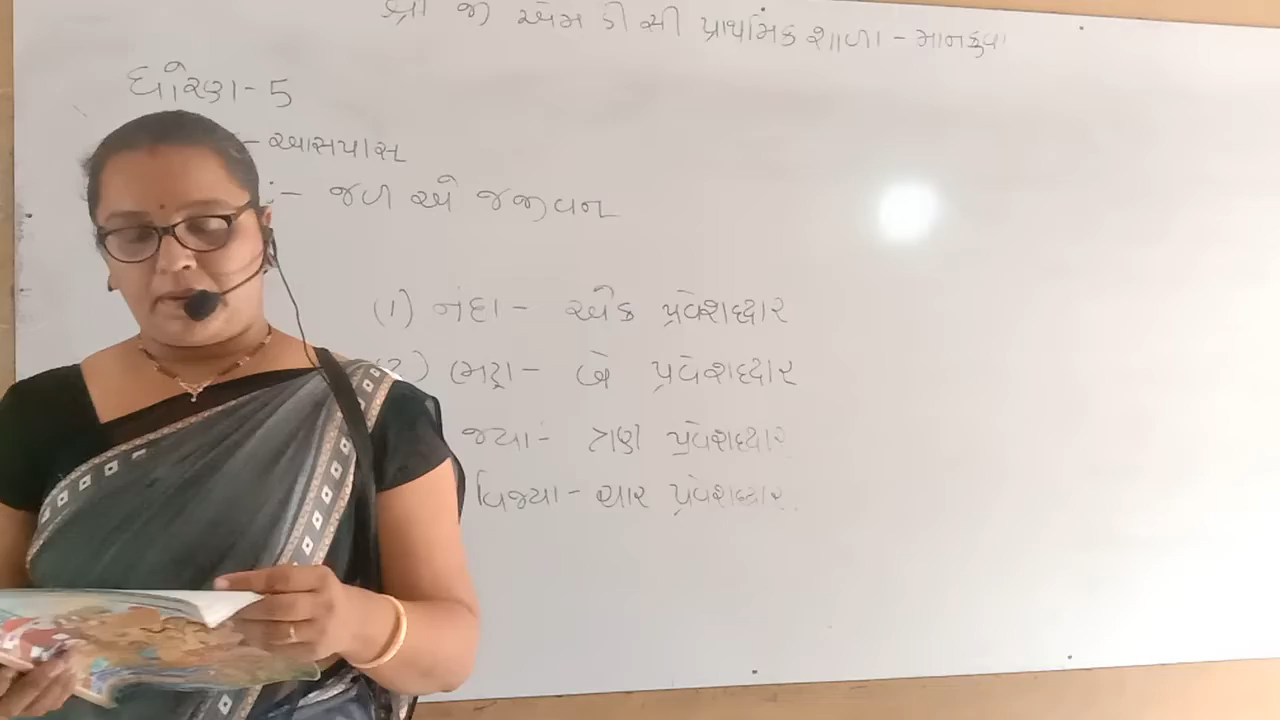 શ્રી જી એમ ડી સી પ્રાથમિક શાળા - માનકુવા
ધોરણ - 5
- આસપાસ
:- જળ એ જ જીવન
(1) નંદા - એક પ્રવેશદ્વાર
(2) ભદ્રા - બે પ્રવેશદ્વાર
જયા - ત્રણ પ્રવેશદ્વાર
વિજયા - ચાર પ્રવેશદ્વાર.